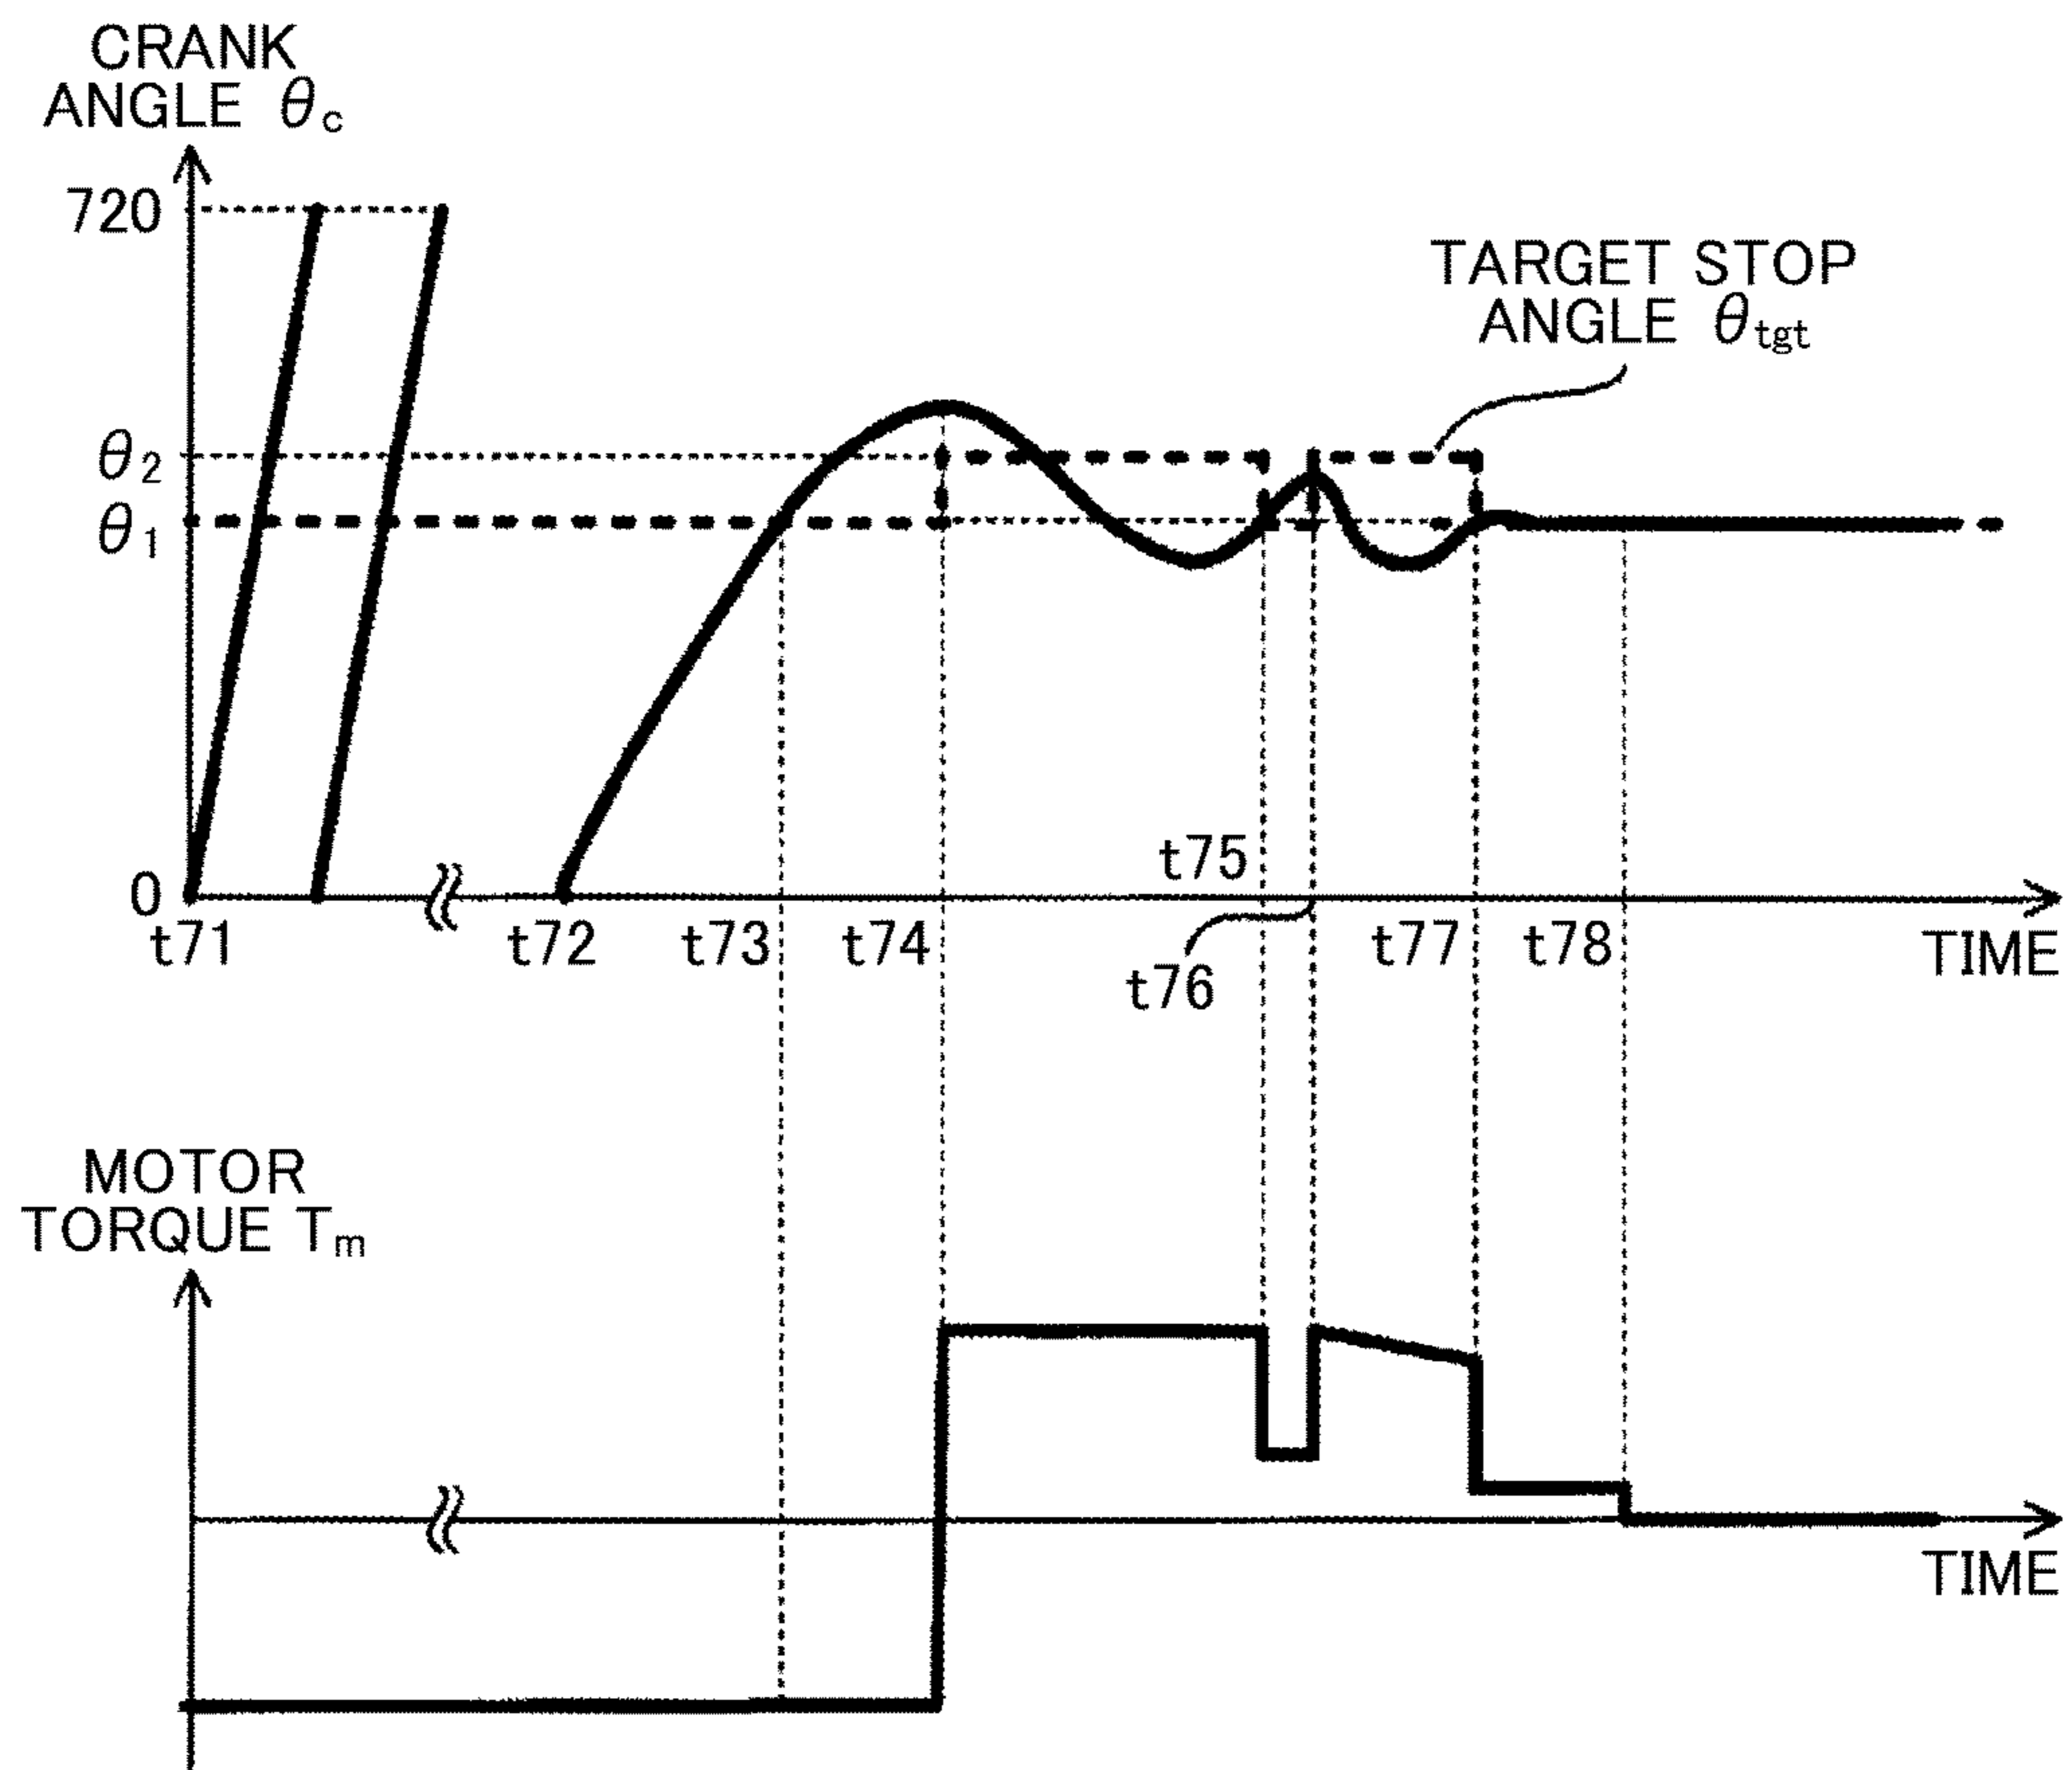 CRANK
ANGLE θc
720
TARGET STOP
ANGLE θtgt
θ2
θ1
t75
0
t71 t72 t73 t74 t77 t78 TIME
t76
MOTOR
TORQUE Tm
TIME